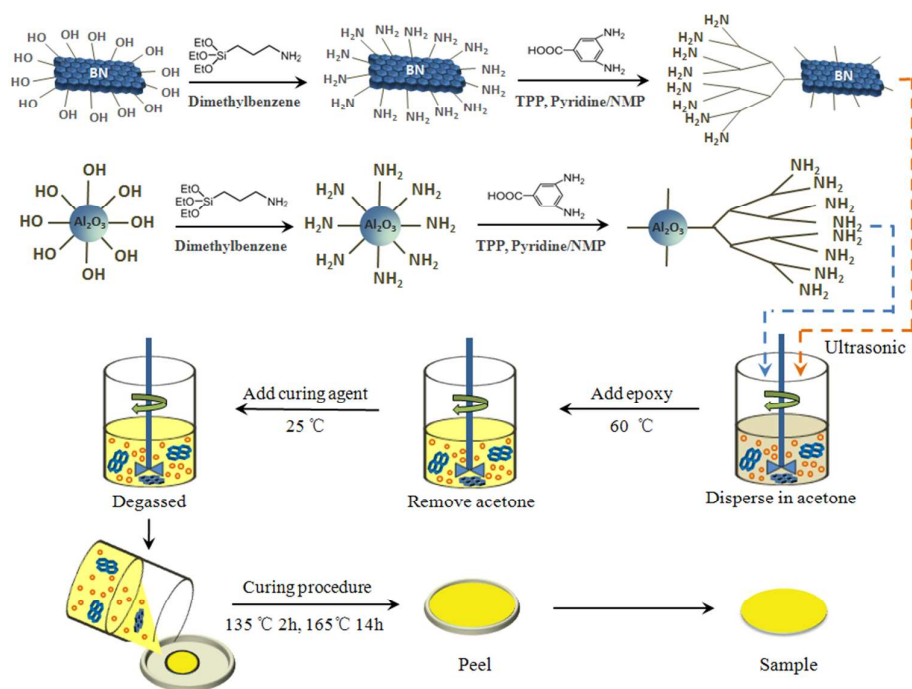 OH OH OH OH OH
HO HO HO
BN
OH OH OH OH OH OH
EtO
EtO Si NH2
EtO
Dimethylbenzene
NH2 NH2 NH2 NH2 NH2
H2N H2N H2N
BN
NH2 NH2 NH2 NH2 NH2 NH2
NH2
HOOC
NH2
TPP, Pyridine/NMP
H2N
H2N
H2N
H2N
H2N
H2N
H2N
H2N
BN
OH
HO OH
HO Al2O3 OH
HO OH
OH
EtO
EtO Si NH2
EtO
Dimethylbenzene
NH2
H2N NH2
H2N Al2O3 NH2
H2N NH2
NH2
NH2
HOOC
NH2
TPP, Pyridine/NMP
Al2O3
NH2
NH2
NH2
NH2
NH2
NH2
NH2
NH2
Ultrasonic
Add curing agent
25 ℃
Add epoxy
60 ℃
Degassed
Remove acetone
Disperse in acetone
Curing procedure
135 ℃ 2h, 165℃ 14h
Peel
Sample